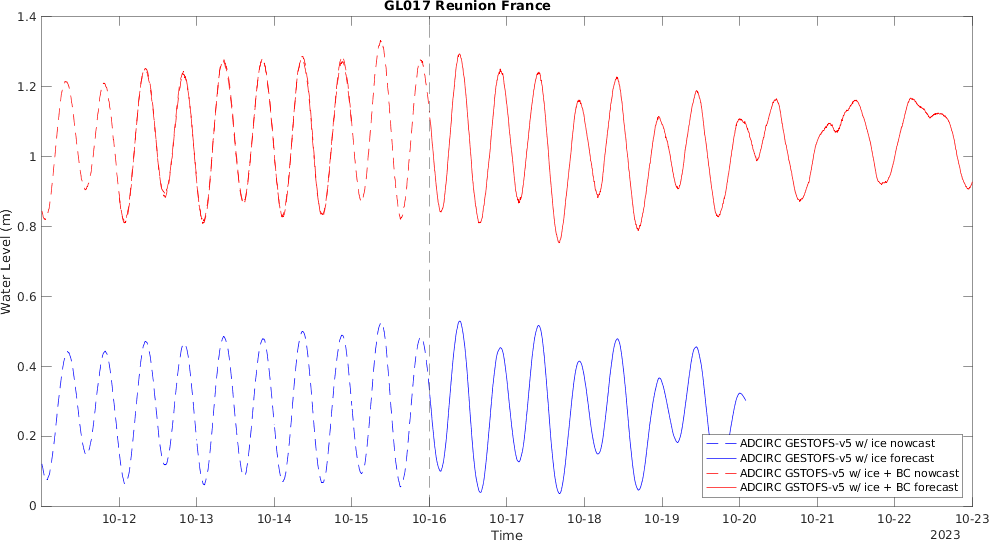 GL017 Reunion France
1.4
1.2
1
0.8
0.6
0.4
0.2
0
Water Level (m)
10-12 10-13 10-14 10-15 10-16 10-17 10-18 10-19 10-20 10-21 10-22 10-23
Time
2023
ADCIRC GESTOFS-v5 w/ ice nowcast
ADCIRC GESTOFS-v5 w/ ice forecast
ADCIRC GSTOFS-v5 w/ ice + BC nowcast
ADCIRC GSTOFS-v5 w/ ice + BC forecast